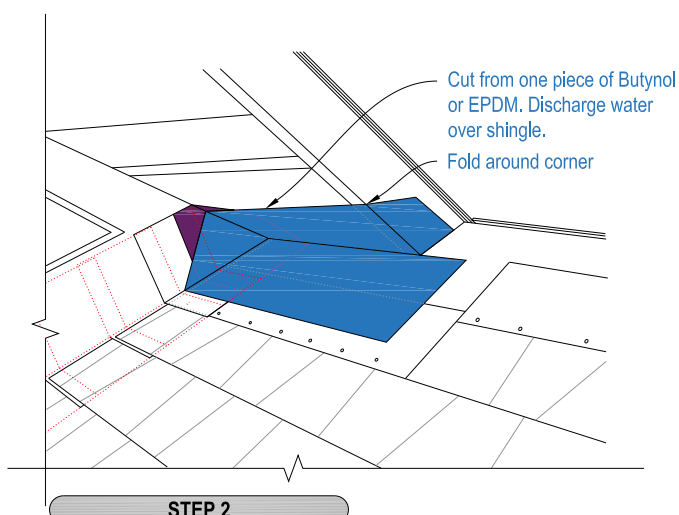 Cut from one piece of Butynol
or EPDM. Discharge water
over shingle.
Fold around corner
STEP 2